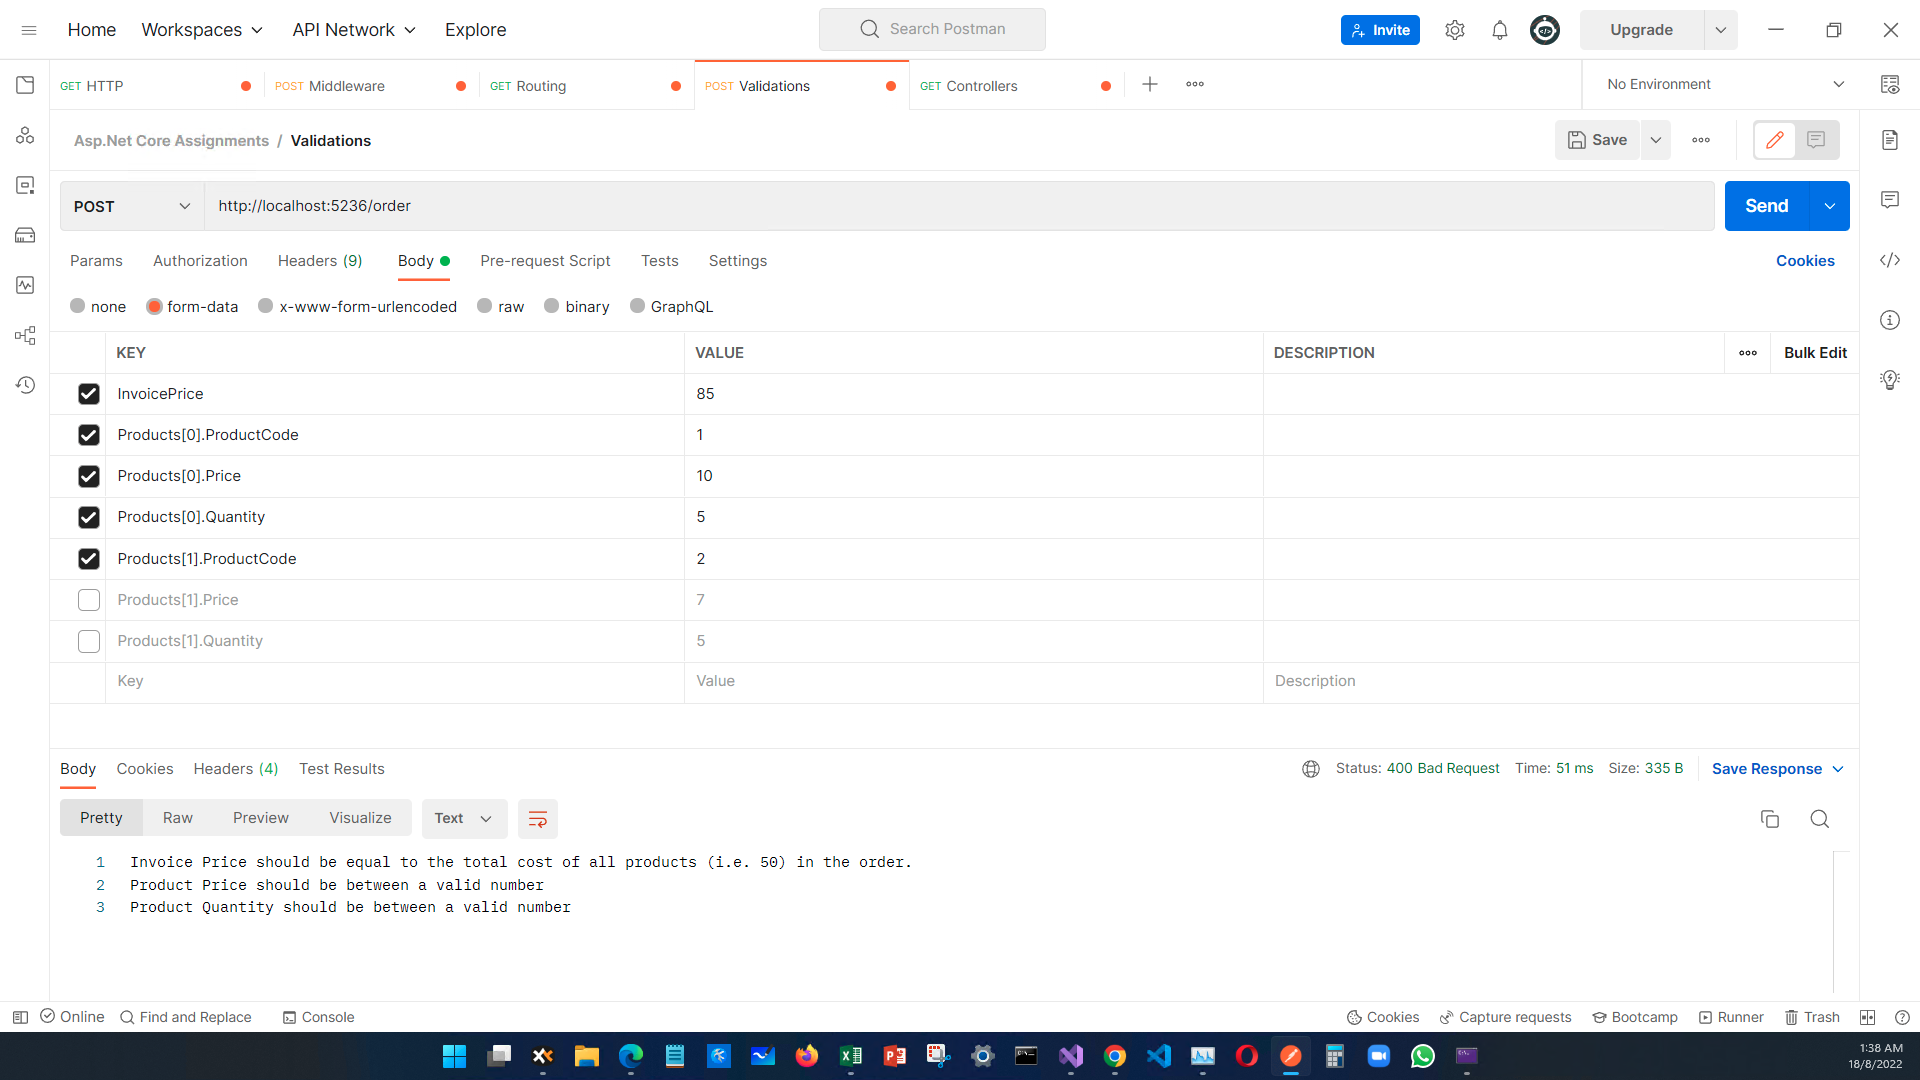 Home Workspaces API Network Explore Search Postman Invite Upgrade
GET HTTP POST Middleware GET Routing POST Validations GET Controllers No Environment
Asp.Net Core Assignments / Validations Save
POST http://localhost:5236/order Send
Params Authorization Headers (9) Body Pre-request Script Tests Settings Cookies
none form-data x-www-form-urlencoded raw binary GraphQL
KEY VALUE DESCRIPTION Bulk Edit
InvoicePrice 85
Products[0].ProductCode 1
Products[0].Price 10
Products[0].Quantity 5
Products[1].ProductCode 2
Products[1].Price 7
Products[1].Quantity 5
Key Value Description
Body Cookies Headers (4) Test Results Status: 400 Bad Request Time: 51 ms Size: 335 B Save Response
Pretty Raw Preview Visualize Text
1 Invoice Price should be equal to the total cost of all products (i.e. 50) in the order.
2 Product Price should be between a valid number
3 Product Quantity should be between a valid number
Online Find and Replace Console Cookies Capture requests Bootcamp Runner Trash
1:38 AM
18/8/2022